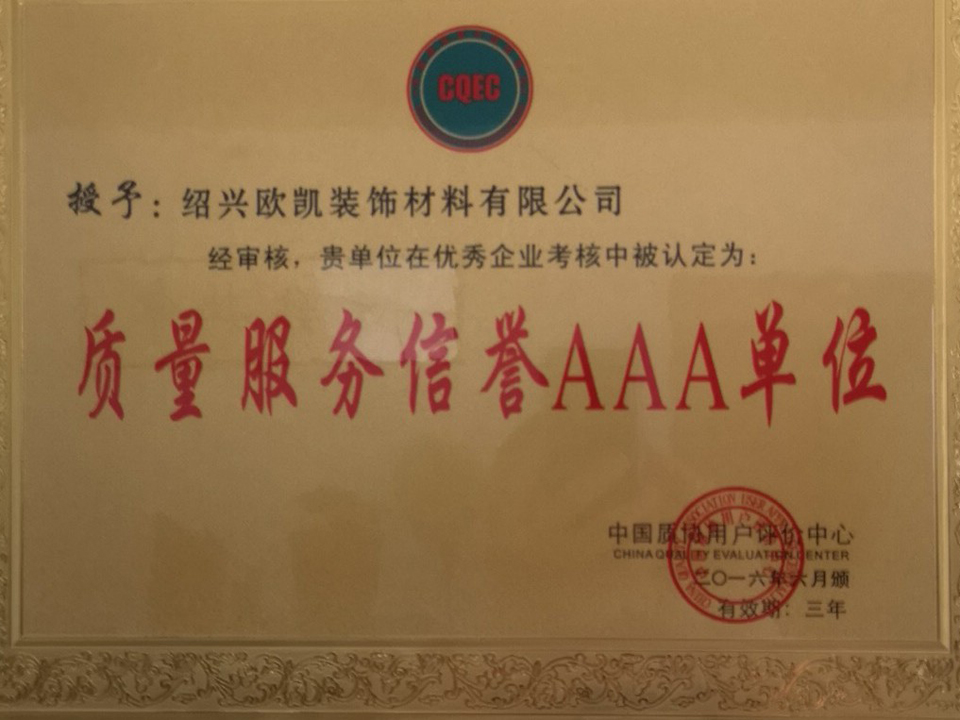 CQEC
授予：绍兴欧凯装饰材料有限公司
经审核，贵单位在优秀企业考核中被认定为：
质量服务信誉AAA单位
中国质协用户评价中心
CHINA QUALITY EVALUATION CENTER
二〇一六年六月颁
有效期：三年